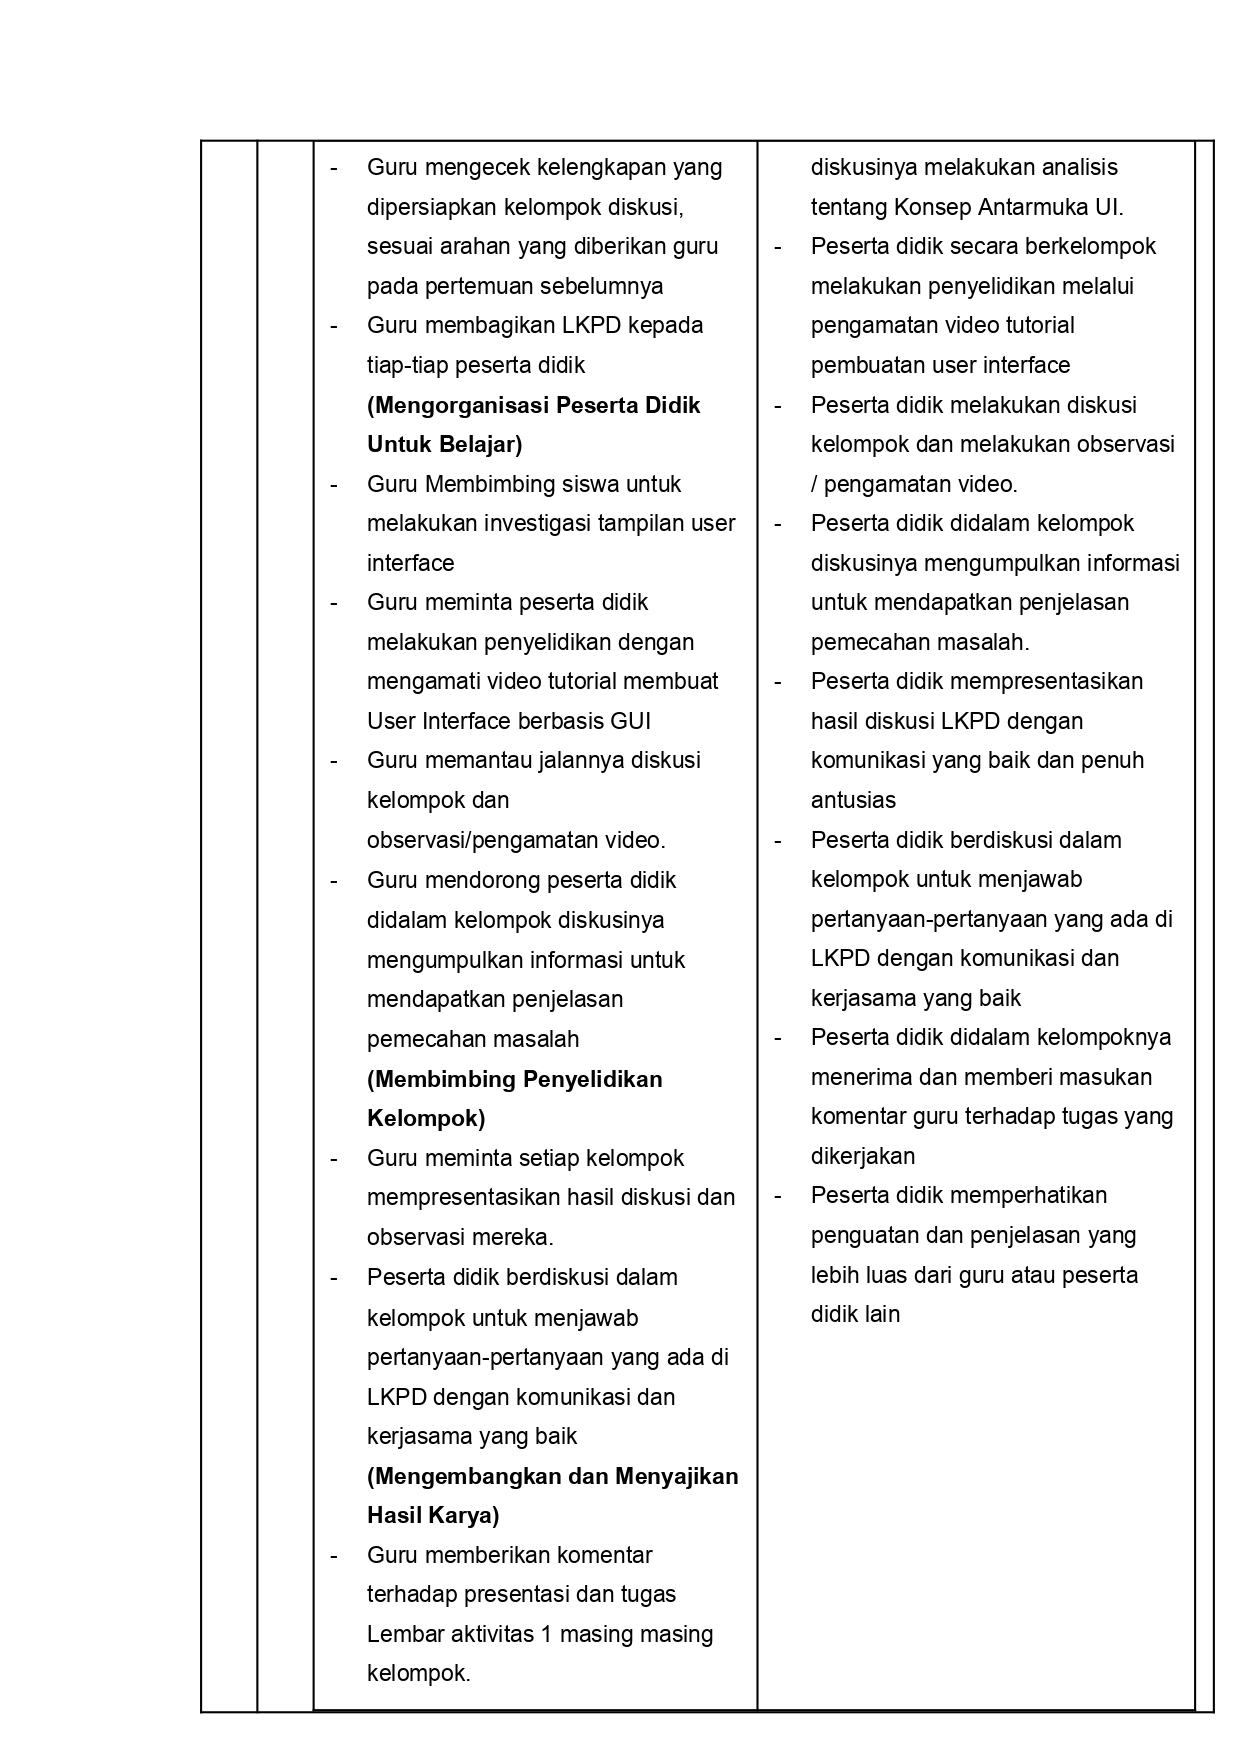 - Guru mengecek kelengkapan yang
dipersiapkan kelompok diskusi,
sesuai arahan yang diberikan guru
pada pertemuan sebelumnya
- Guru membagikan LKPD kepada
tiap-tiap peserta didik
(Mengorganisasi Peserta Didik
Untuk Belajar)
- Guru Membimbing siswa untuk
melakukan investigasi tampilan user
interface
- Guru meminta peserta didik
melakukan penyelidikan dengan
mengamati video tutorial membuat
User Interface berbasis GUI
- Guru memantau jalannya diskusi
kelompok dan
observasi/pengamatan video.
- Guru mendorong peserta didik
didalam kelompok diskusinya
mengumpulkan informasi untuk
mendapatkan penjelasan
pemecahan masalah
(Membimbing Penyelidikan
Kelompok)
- Guru meminta setiap kelompok
mempresentasikan hasil diskusi dan
observasi mereka.
- Peserta didik berdiskusi dalam
kelompok untuk menjawab
pertanyaan-pertanyaan yang ada di
LKPD dengan komunikasi dan
kerjasama yang baik
(Mengembangkan dan Menyajikan
Hasil Karya)
- Guru memberikan komentar
terhadap presentasi dan tugas
Lembar aktivitas 1 masing masing
kelompok.
diskusinya melakukan analisis
tentang Konsep Antarmuka UI.
- Peserta didik secara berkelompok
melakukan penyelidikan melalui
pengamatan video tutorial
pembuatan user interface
- Peserta didik melakukan diskusi
kelompok dan melakukan observasi
/ pengamatan video.
- Peserta didik didalam kelompok
diskusinya mengumpulkan informasi
untuk mendapatkan penjelasan
pemecahan masalah.
- Peserta didik mempresentasikan
hasil diskusi LKPD dengan
komunikasi yang baik dan penuh
antusias
- Peserta didik berdiskusi dalam
kelompok untuk menjawab
pertanyaan-pertanyaan yang ada di
LKPD dengan komunikasi dan
kerjasama yang baik
- Peserta didik didalam kelompoknya
menerima dan memberi masukan
komentar guru terhadap tugas yang
dikerjakan
- Peserta didik memperhatikan
penguatan dan penjelasan yang
lebih luas dari guru atau peserta
didik lain